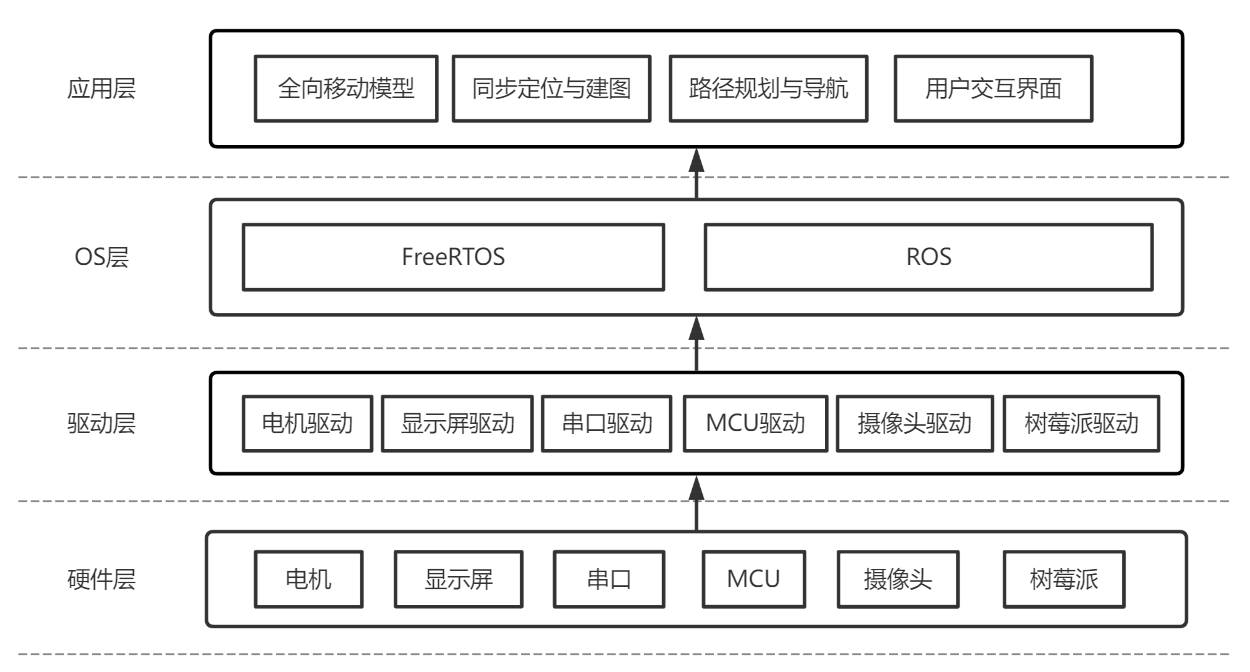 应用层
全向移动模型
同步定位与建图
路径规划与导航
用户交互界面
OS层
FreeRTOS
ROS
驱动层
电机驱动
显示屏驱动
串口驱动
MCU驱动
摄像头驱动
树莓派驱动
硬件层
电机
显示屏
串口
MCU
摄像头
树莓派